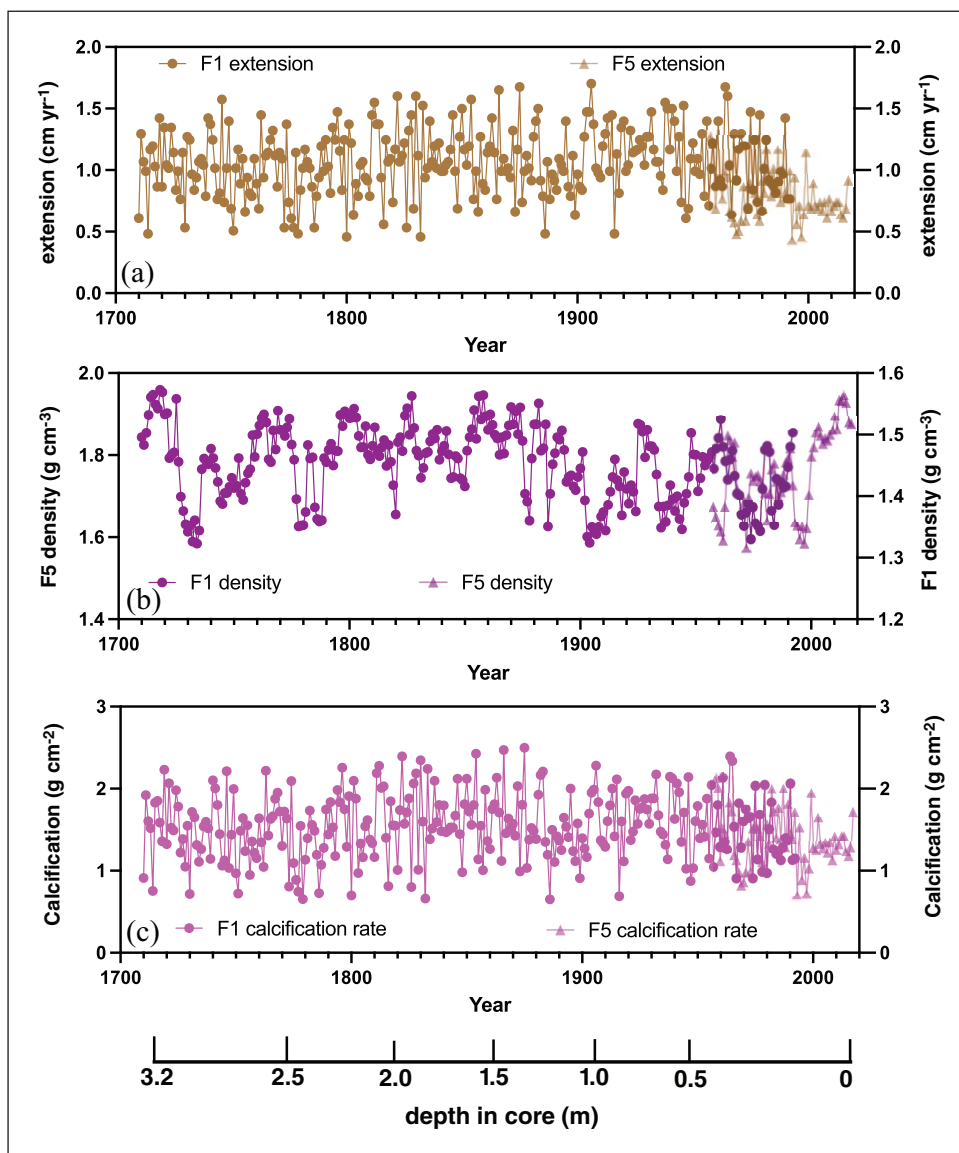 F1 extension F5 extension
2.0 2.0
1.5 1.5
1.0 1.0
0.5 0.5
0.0 0.0
extension (cm yr⁻¹) extension (cm yr⁻¹)
(a)
1700 1800 1900 2000
Year
2.0 1.6
1.8 1.5
1.4
1.6 1.3
1.4 1.2
F5 density (g cm⁻³) F1 density (g cm⁻³)
F1 density F5 density
(b)
1700 1800 1900 2000
Year
3 3
2 2
1 1
0 0
Calcification (g cm⁻²) Calcification (g cm⁻²)
F1 calcification rate F5 calcification rate
(c)
1700 1800 1900 2000
Year
3.2 2.5 2.0 1.5 1.0 0.5 0
depth in core (m)